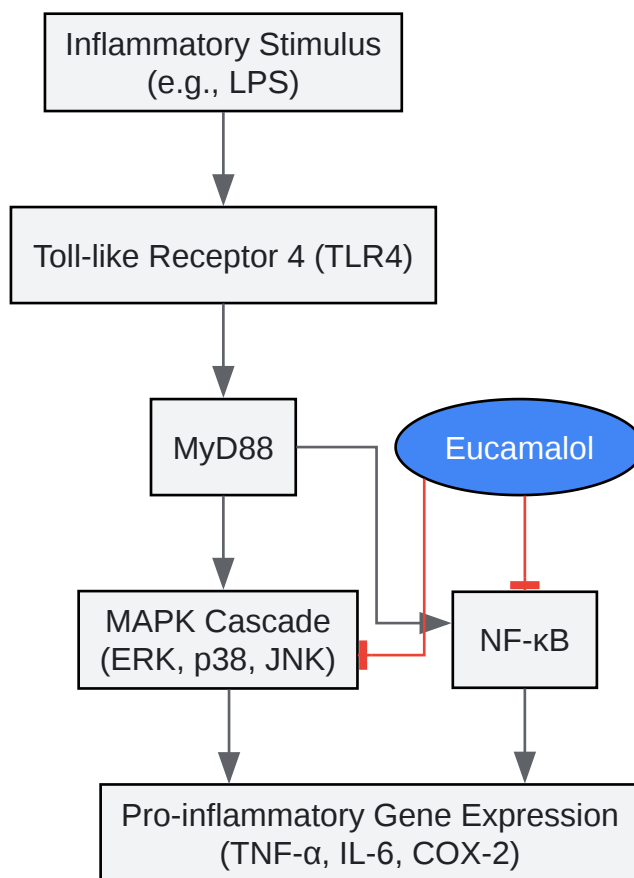 Inflammatory Stimulus
(e.g., LPS)
Toll-like Receptor 4 (TLR4)
MyD88
Eucamalol
MAPK Cascade
(ERK, p38, JNK)
NF-κB
Pro-inflammatory Gene Expression
(TNF-α, IL-6, COX-2)